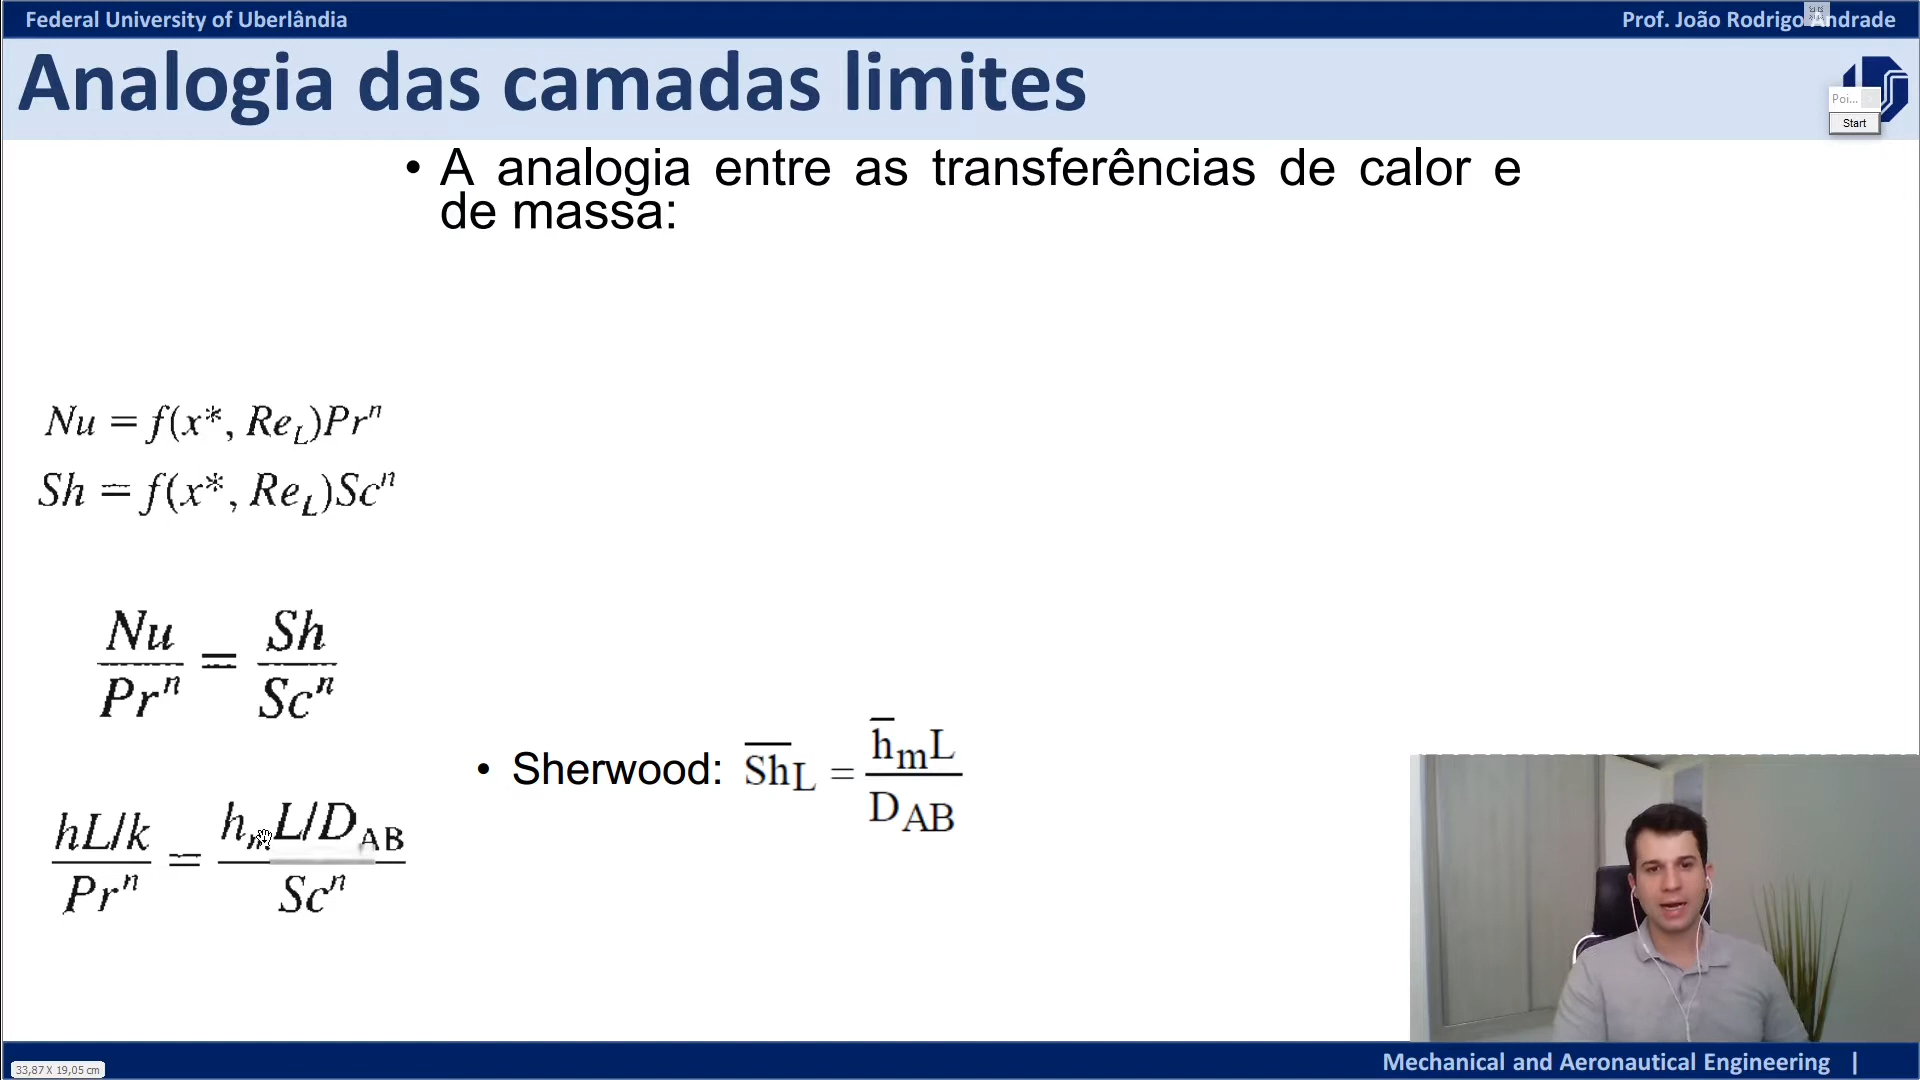 Federal University of Uberlândia
Prof. João Rodrigo Andrade
Analogia das camadas limites
Poi...
Start
• A analogia entre as transferências de calor e
de massa:
Nu = f(x*, Re_L)Pr^n
Sh = f(x*, Re_L)Sc^n
Nu/Pr^n = Sh/Sc^n
• Sherwood: Sh_L = h_m L/D_AB
hL/k/Pr^n = h_m L/D_AB/Sc^n
Mechanical and Aeronautical Engineering |
33,87 X 19,05 cm